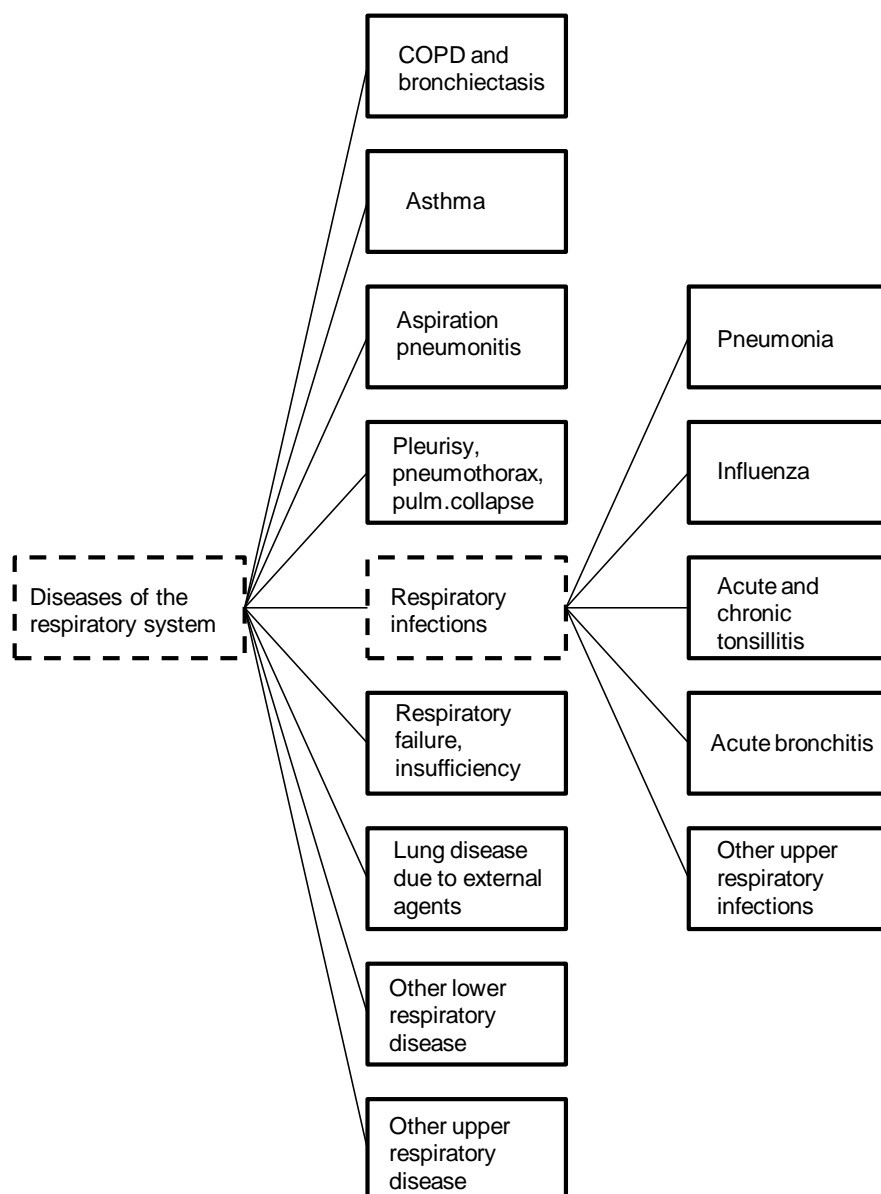 COPD and
bronchiectasis
Asthma
Aspiration
pneumonitis
Pleurisy,
pneumothorax,
pulm.collapse
Diseases of the
respiratory system
Respiratory
infections
Respiratory
failure,
insufficiency
Lung disease
due to external
agents
Other lower
respiratory
disease
Other upper
respiratory
disease
Pneumonia
Influenza
Acute and
chronic
tonsillitis
Acute bronchitis
Other upper
respiratory
infections